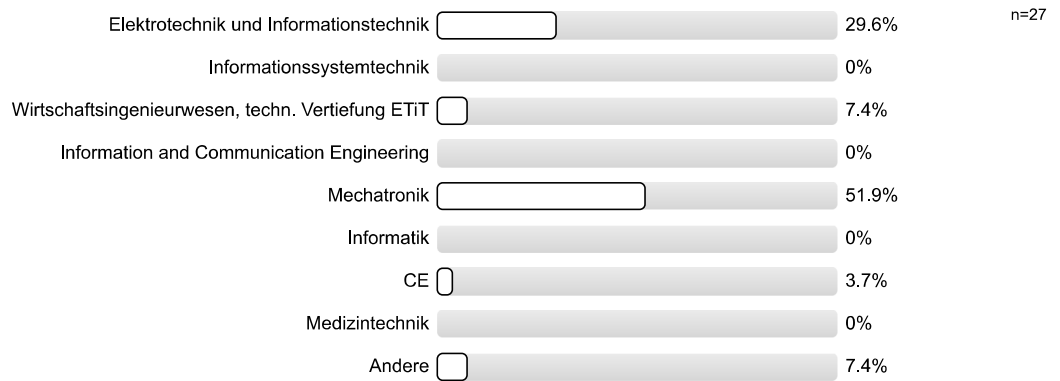 Elektrotechnik und Informationstechnik 29.6% n=27
Informationssystemtechnik 0%
Wirtschaftsingenieurwesen, techn. Vertiefung ETiT 7.4%
Information and Communication Engineering 0%
Mechatronik 51.9%
Informatik 0%
CE 3.7%
Medizintechnik 0%
Andere 7.4%